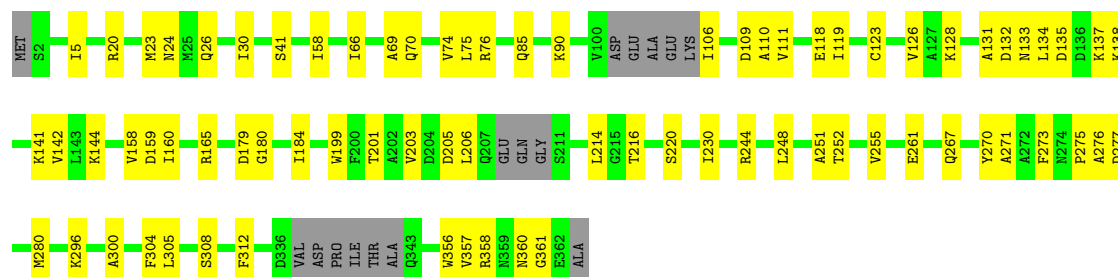 MET S2 I5 R20 M23 N24 M25 Q26 I30 S41 I58 I66 A69 Q70 V74 L75 R76 Q85 K90 V100 ASP GLU ALA GLU LYS I106 D109 A110 V111 E118 I119 C123 V126 A127 K128 A131 D132 N133 L134 D135 D136 K137 K138
K141 V142 L143 K144 V158 D159 I160 R165 D179 G180 I184 W199 F200 T201 A202 V203 D204 D205 L206 Q207 GLU GLN GLY S211 L214 G215 T216 S220 I230 R244 L248 A251 T252 V255 E261 Q267 Y270 A271 A272 F273 N274 P275 A276 D277
M280 K296 A300 F304 L305 S308 F312 D336 VAL ASP PRO ILE THR ALA Q343 W356 V357 R358 N359 N360 G361 E362 ALA